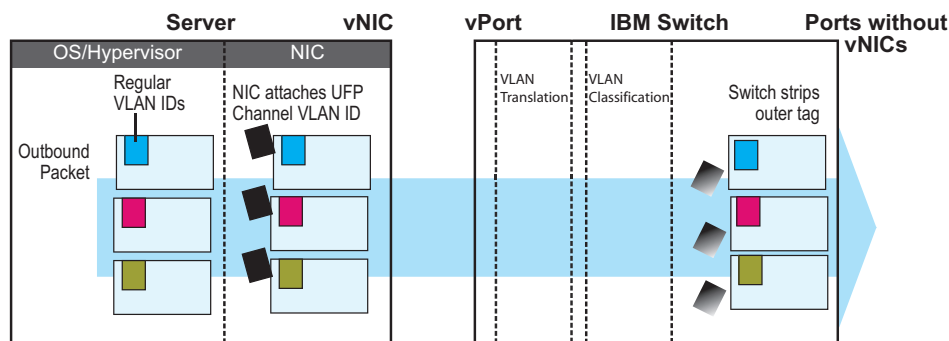 Server
vNIC
vPort
IBM Switch
Ports without
vNICs
OS/Hypervisor
NIC
Regular
VLAN IDs
NIC attaches UFP
Channel VLAN ID
VLAN
Translation
VLAN
Classification
Switch strips
outer tag
Outbound
Packet